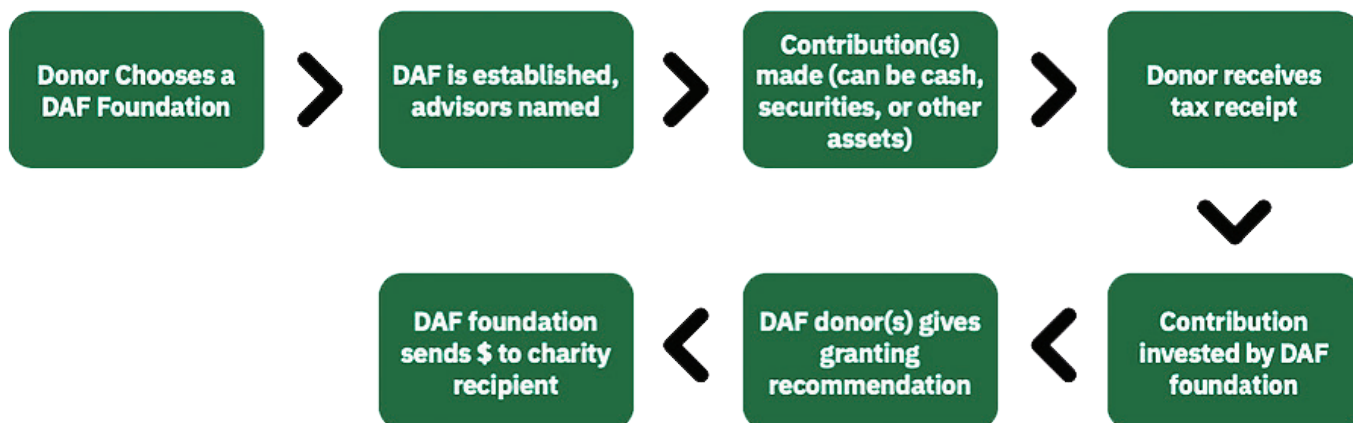 Donor Chooses a
DAF Foundation
DAF is established,
advisors named
Contribution(s)
made (can be cash,
securities, or other
assets)
Donor receives
tax receipt
Contribution
invested by DAF
foundation
DAF donor(s) gives
granting
recommendation
DAF foundation
sends $ to charity
recipient